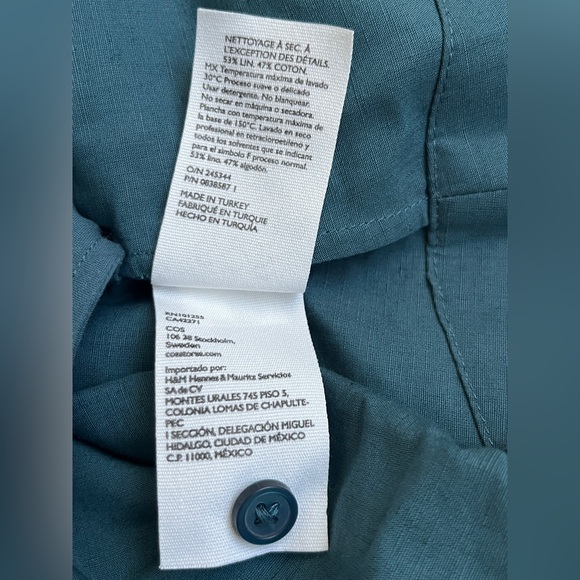 NETTOYAGE À SEC. À
L'EXCEPTION DES DÉTAILS.
53% LIN. 47% COTON.
MX Temperatura máxima de lavado
30°C Proceso suave o delicado
Usar detergente. No blanquear.
No secar en máquina o secadora.
Plancha con temperatura máxima de
la base de 150°C. Lavado en seco
profesional en tetracloroetileno y
todos los solventes que se indican
para el simbolo F proceso normal.
53% lino. 47% algodón.
O/N 245344
P/N 0838587 1
MADE IN TURKEY
FABRIQUÉ EN TURQUIE
HECHO EN TURQUÍA
RN101255
CA42271
COS
106 38 Stockholm,
Sweden
cosstores.com
Importado por:
H&M Hennes & Mauritz Servicios
SA de CV
MONTES URALES 745 PISO 5,
COLONIA LOMAS DE CHAPULTE-
PEC
I SECCIÓN, DELEGACIÓN MIGUEL
HIDALGO, CIUDAD DE MÉXICO
C.P. 11000, MÉXICO